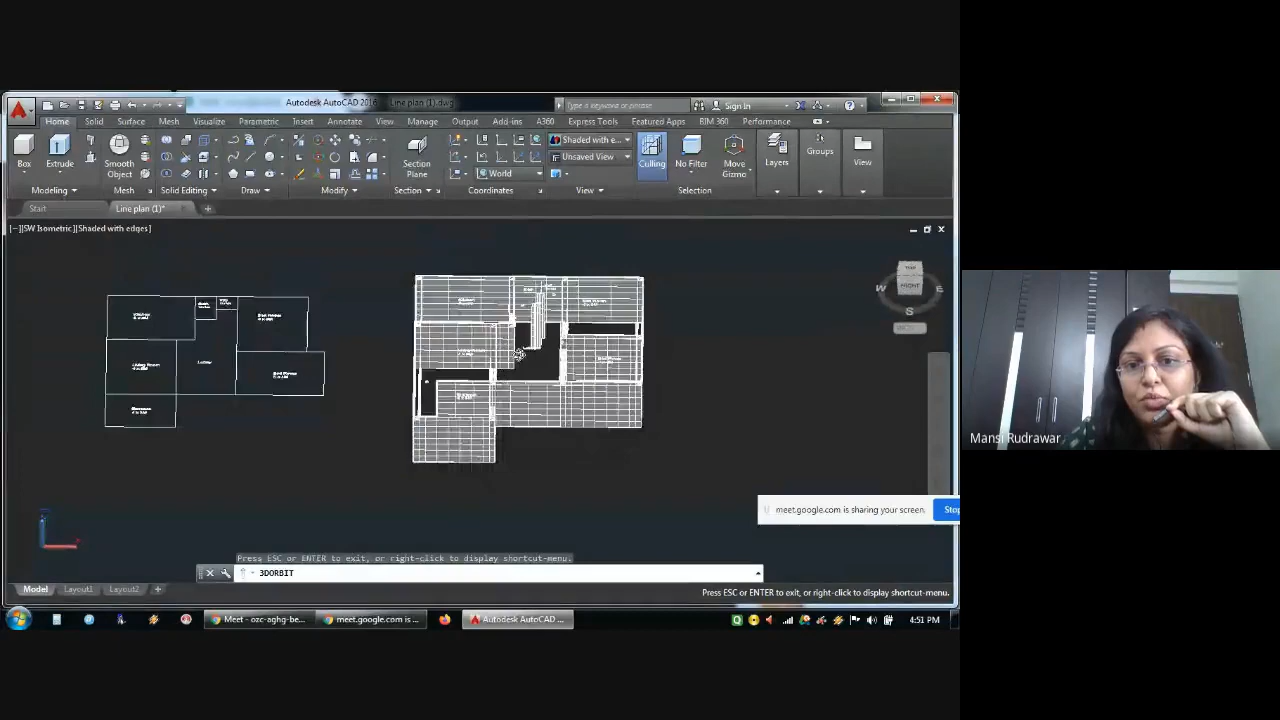 Autodesk AutoCAD 2016 Line plan (1).dwg
Type a keyword or phrase
Sign In
Home Solid Surface Mesh Visualize Parametric Insert Annotate View Manage Output Add-ins A360 Express Tools Featured Apps BIM 360 Performance
Box
Extrude
Smooth
Object
Section
Plane
Shaded with e...
Unsaved View
World
Culling
No Filter
Move
Gizmo
Layers
Groups
View
Modeling
Mesh
Solid Editing
Draw
Modify
Section
Coordinates
View
Selection
Start
Line plan (1)*
[−][SW Isometric][Shaded with edges]
FRONT
W
E
S
Mansi Rudrawar
meet.google.com is sharing your screen.
Stop
Press ESC or ENTER to exit, or right-click to display shortcut-menu.
3DORBIT
Model Layout1 Layout2
Press ESC or ENTER to exit, or right-click to display shortcut-menu.
Meet - ozc-aghg-be...
meet.google.com is ...
Autodesk AutoCAD ...
4:51 PM